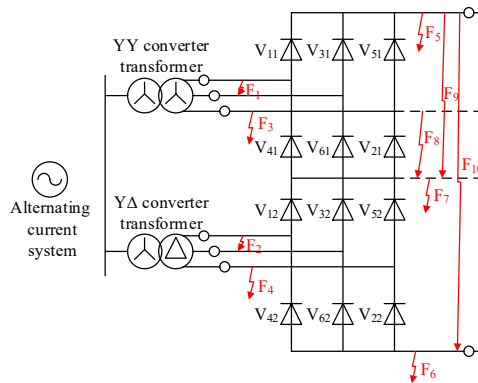 YY converter
transformer
V11 V31 V51
F5
F1
F3
F9
F8
F10
V41 V61 V21
F7
Alternating
current
system
YΔ converter
transformer
V12 V32 V52
F2
F4
V42 V62 V22
F6